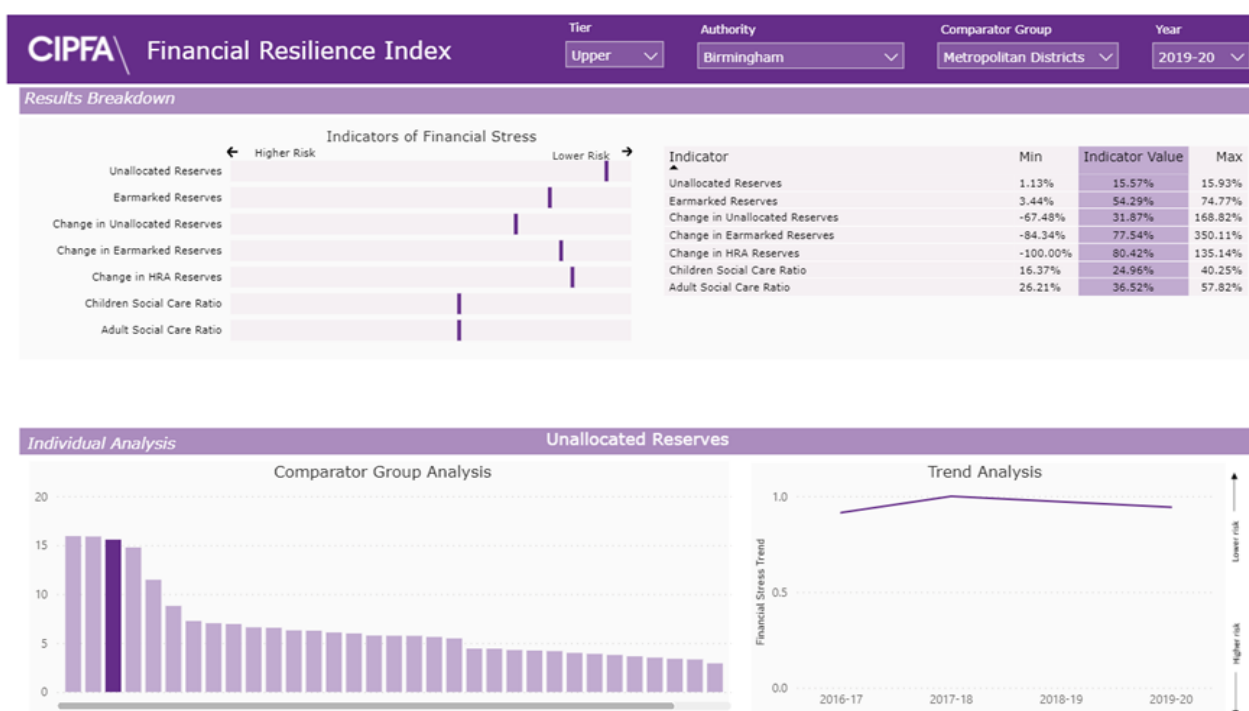 CIPFA\ Financial Resilience Index
Tier
Upper
Authority
Birmingham
Comparator Group
Metropolitan Districts
Year
2019-20
Results Breakdown
Indicators of Financial Stress
Higher Risk
Lower Risk
Unallocated Reserves
Earmarked Reserves
Change in Unallocated Reserves
Change in Earmarked Reserves
Change in HRA Reserves
Children Social Care Ratio
Adult Social Care Ratio
Indicator Min Indicator Value Max
Unallocated Reserves 1.13% 15.57% 15.93%
Earmarked Reserves 3.44% 54.29% 74.77%
Change in Unallocated Reserves -67.48% 31.87% 168.82%
Change in Earmarked Reserves -84.34% 77.54% 350.11%
Change in HRA Reserves -100.00% 80.42% 135.14%
Children Social Care Ratio 16.37% 24.96% 40.25%
Adult Social Care Ratio 26.21% 36.52% 57.82%
Individual Analysis
Unallocated Reserves
Comparator Group Analysis
20
15
10
5
0
Trend Analysis
Financial Stress Trend
1.0
0.5
0.0
2016-17 2017-18 2018-19 2019-20
Lower risk
Higher risk